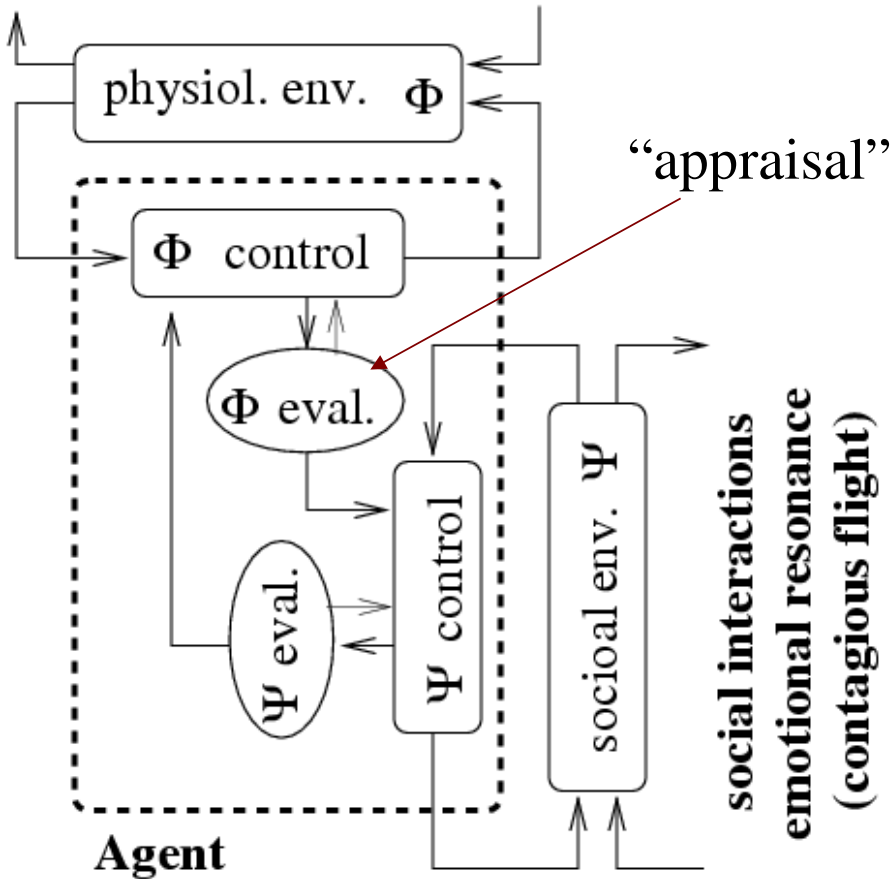 physiol. env. Φ
“appraisal”
Φ control
Φ eval.
Ψ control
Ψ eval.
socioal env. Ψ
social interactions
emotional resonance
(contagious flight)
Agent